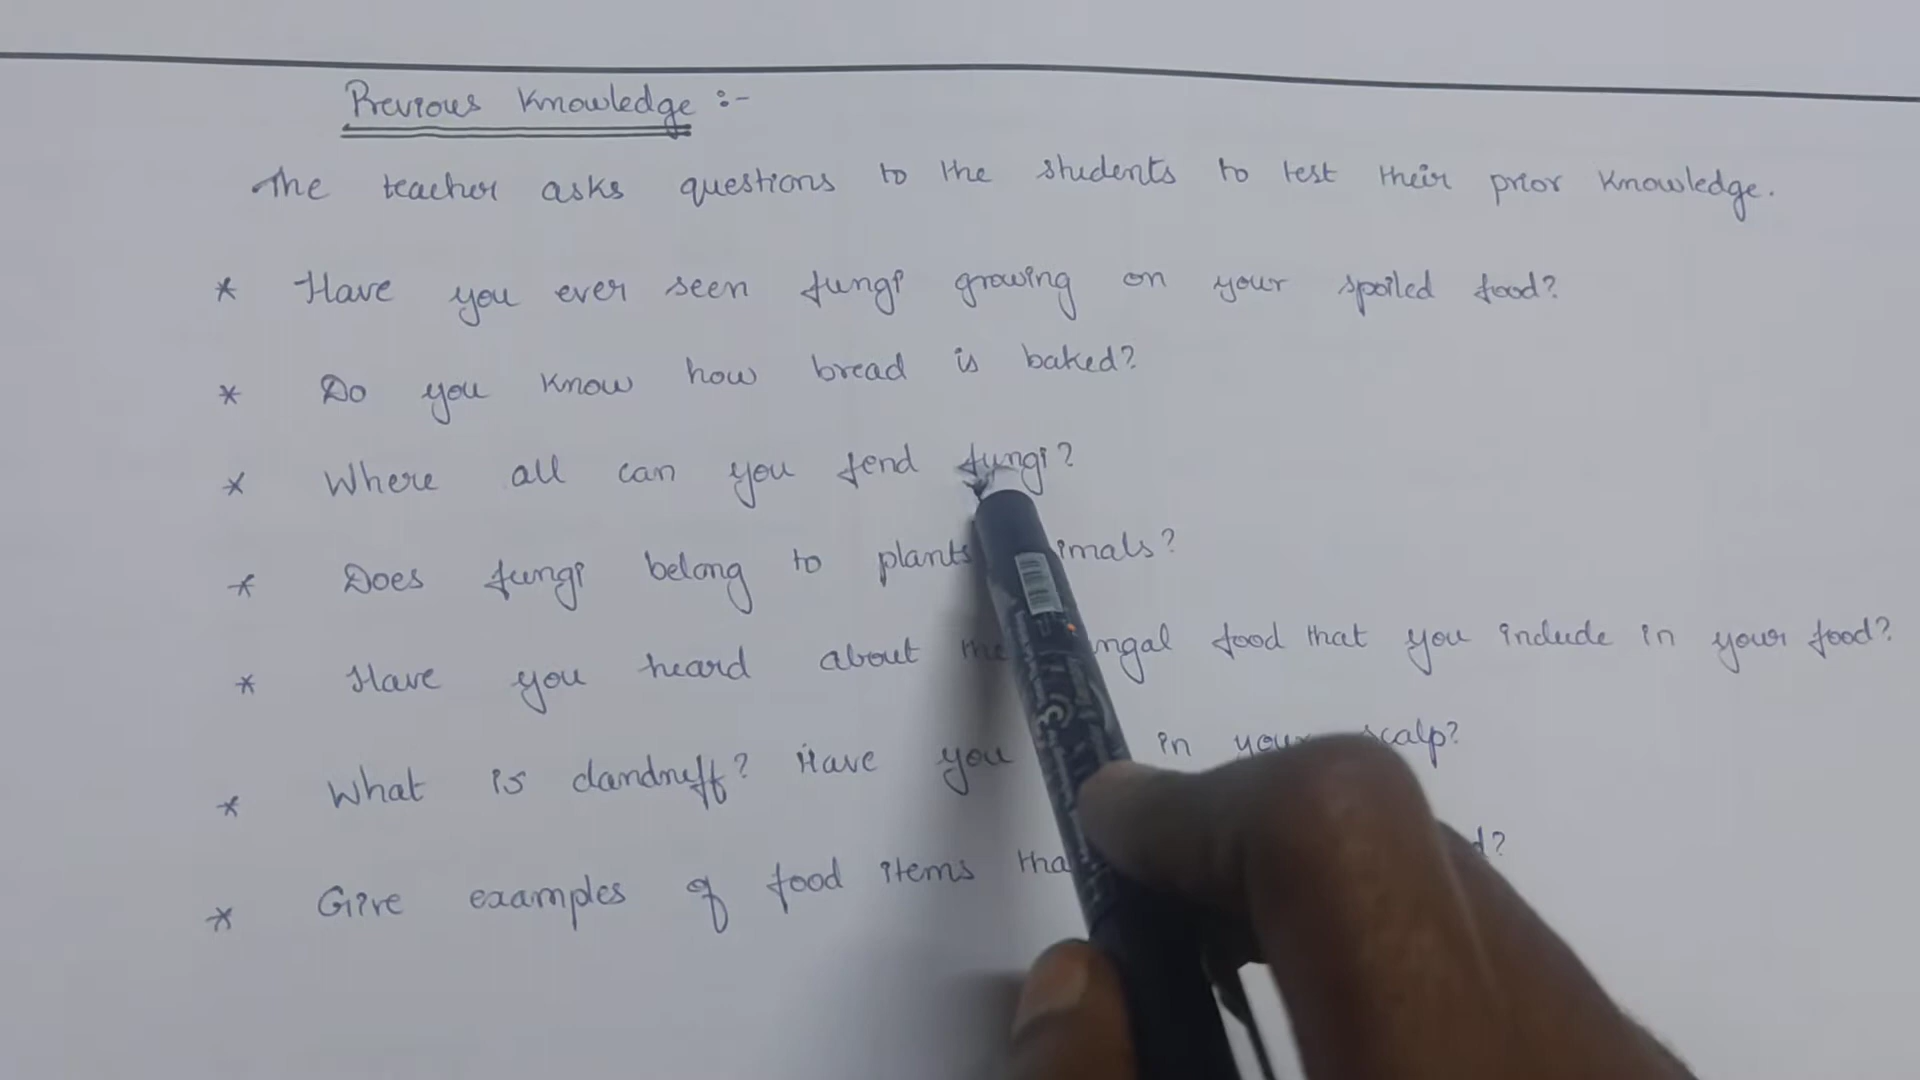 Previous Knowledge :-
The teacher asks questions to the students to test their prior knowledge.
* Have you ever seen fungi growing on your spoiled food?
* Do you know how bread is baked?
* Where all can you fend fungi?
* Does fungi belong to plants imals?
* Have you heard about the ngal food that you include in your food?
* What is dandruff? Have you in your scalp?
* Give examples of food items tha d?